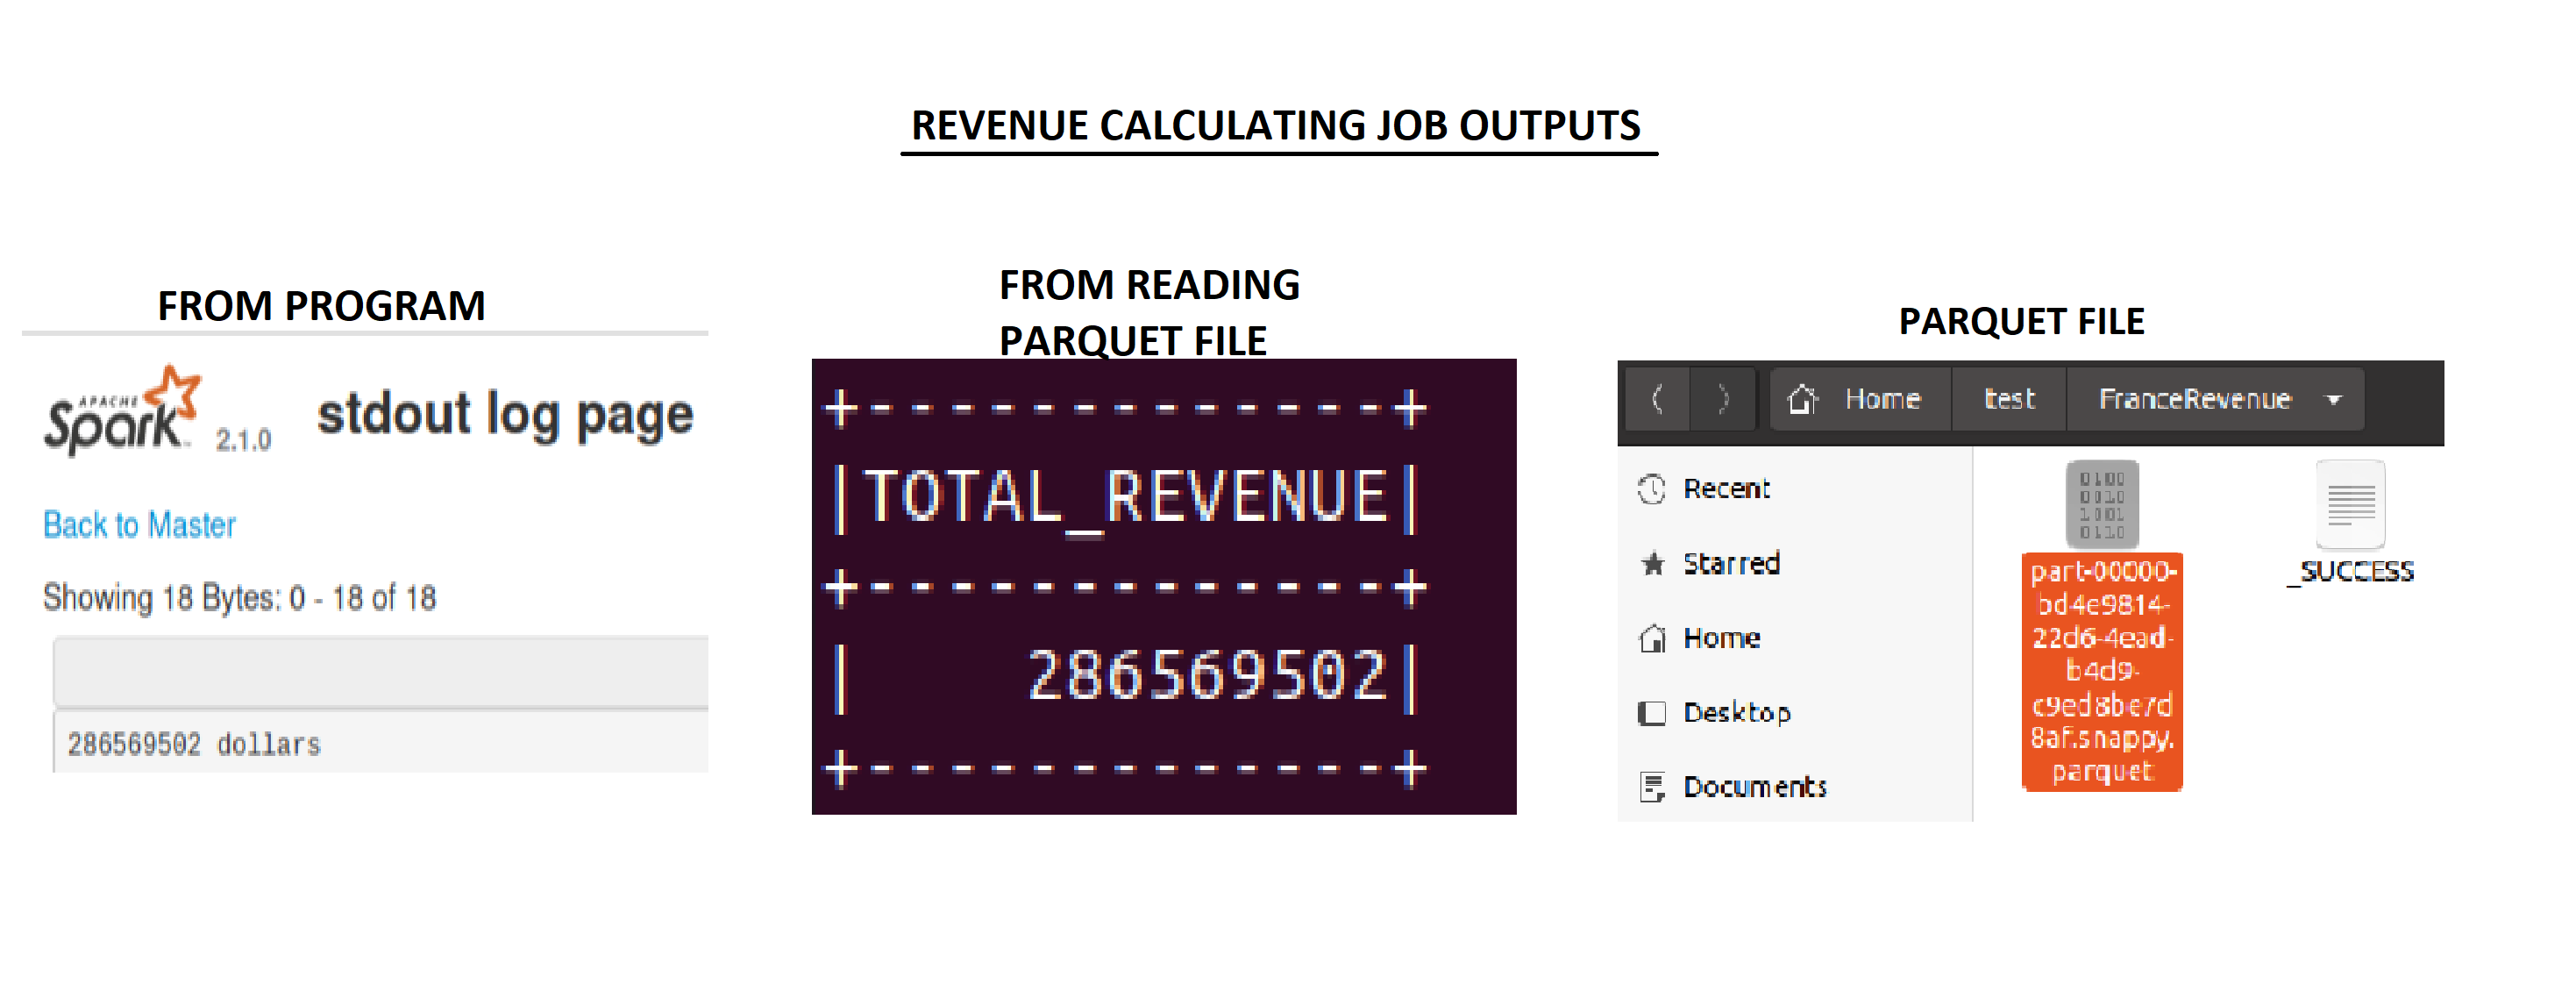 REVENUE CALCULATING JOB OUTPUTS
FROM PROGRAM
APACHE
Spark 2.1.0 stdout log page
Back to Master
Showing 18 Bytes: 0 - 18 of 18
286569502 dollars
FROM READING
PARQUET FILE
+--------------+
|TOTAL_REVENUE|
+--------------+
| 286569502|
+--------------+
PARQUET FILE
Home test FranceRevenue
Recent
Starred
Home
Desktop
Documents
part-00000-
bd4e9814-
22d6-4ead-
b4d9-
c9ed8be7d
8af.snappy.
parquet
_SUCCESS